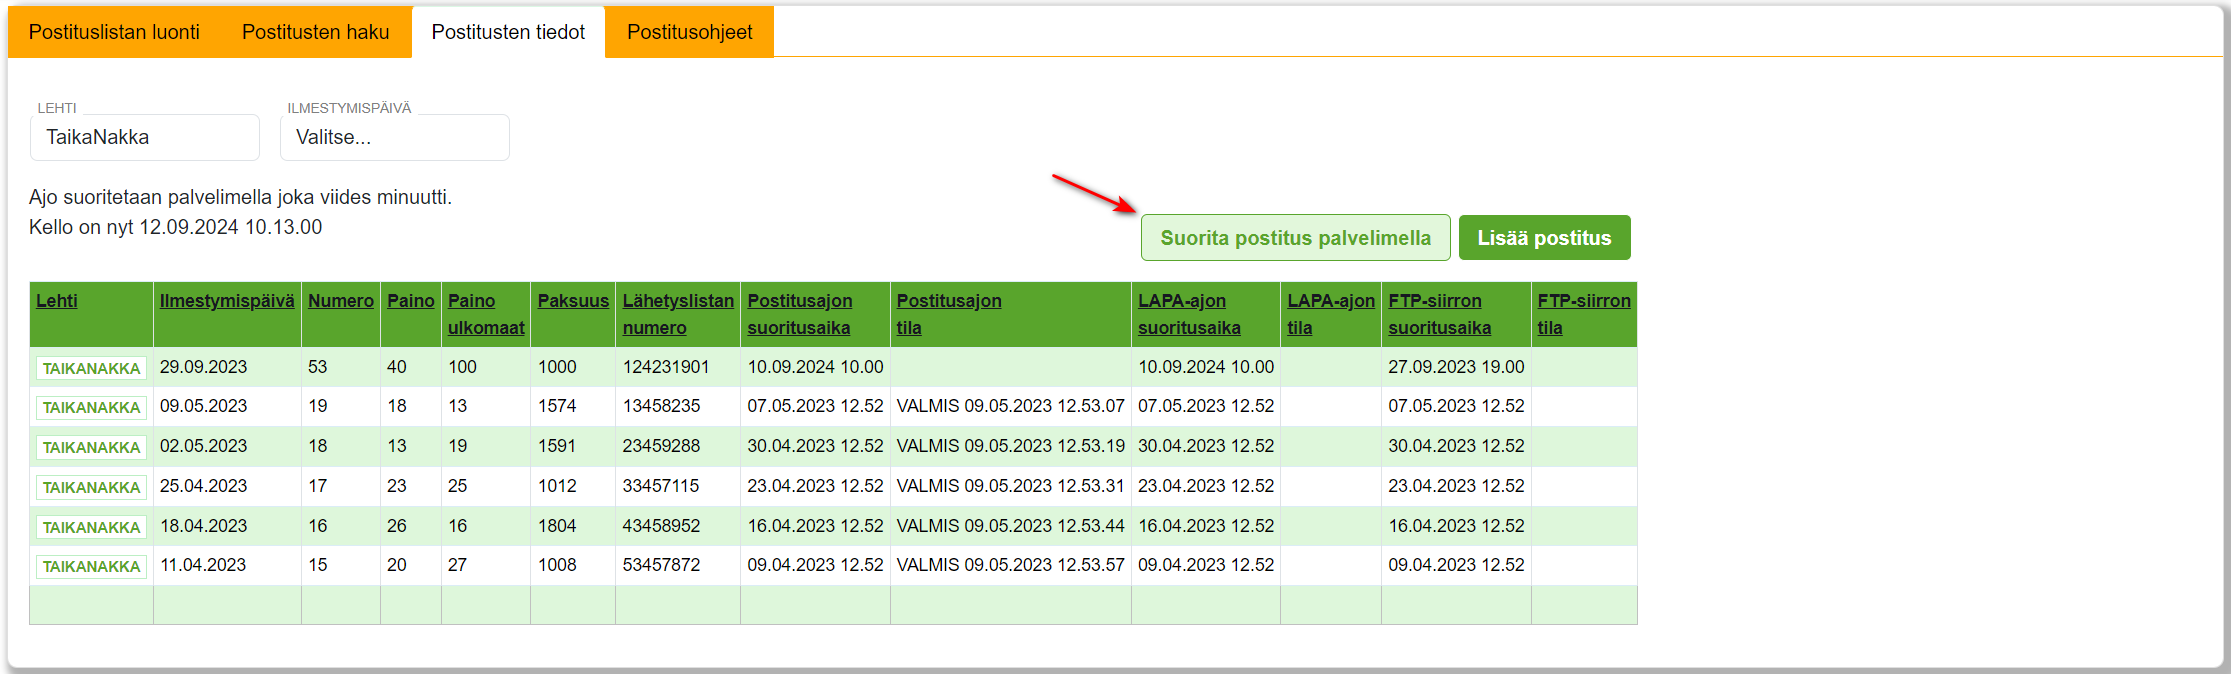 Postituslistan luonti Postitusten haku Postitusten tiedot Postitusohjeet
LEHTI ILMESTYMISPÄIVÄ
TaikaNakka Valitse...
Ajo suoritetaan palvelimella joka viides minuutti.
Kello on nyt 12.09.2024 10.13.00
Suorita postitus palvelimella Lisää postitus
Lehti Ilmestymispäivä Numero Paino Paino ulkomaat Paksuus Lähetyslistan numero Postitusajon suoritusaika Postitusajon tila LAPA-ajon suoritusaika LAPA-ajon tila FTP-siirron suoritusaika FTP-siirron tila
TAIKANAKKA 29.09.2023 53 40 100 1000 124231901 10.09.2024 10.00 10.09.2024 10.00 27.09.2023 19.00
TAIKANAKKA 09.05.2023 19 18 13 1574 13458235 07.05.2023 12.52 VALMIS 09.05.2023 12.53.07 07.05.2023 12.52 07.05.2023 12.52
TAIKANAKKA 02.05.2023 18 13 19 1591 23459288 30.04.2023 12.52 VALMIS 09.05.2023 12.53.19 30.04.2023 12.52 30.04.2023 12.52
TAIKANAKKA 25.04.2023 17 23 25 1012 33457115 23.04.2023 12.52 VALMIS 09.05.2023 12.53.31 23.04.2023 12.52 23.04.2023 12.52
TAIKANAKKA 18.04.2023 16 26 16 1804 43458952 16.04.2023 12.52 VALMIS 09.05.2023 12.53.44 16.04.2023 12.52 16.04.2023 12.52
TAIKANAKKA 11.04.2023 15 20 27 1008 53457872 09.04.2023 12.52 VALMIS 09.05.2023 12.53.57 09.04.2023 12.52 09.04.2023 12.52